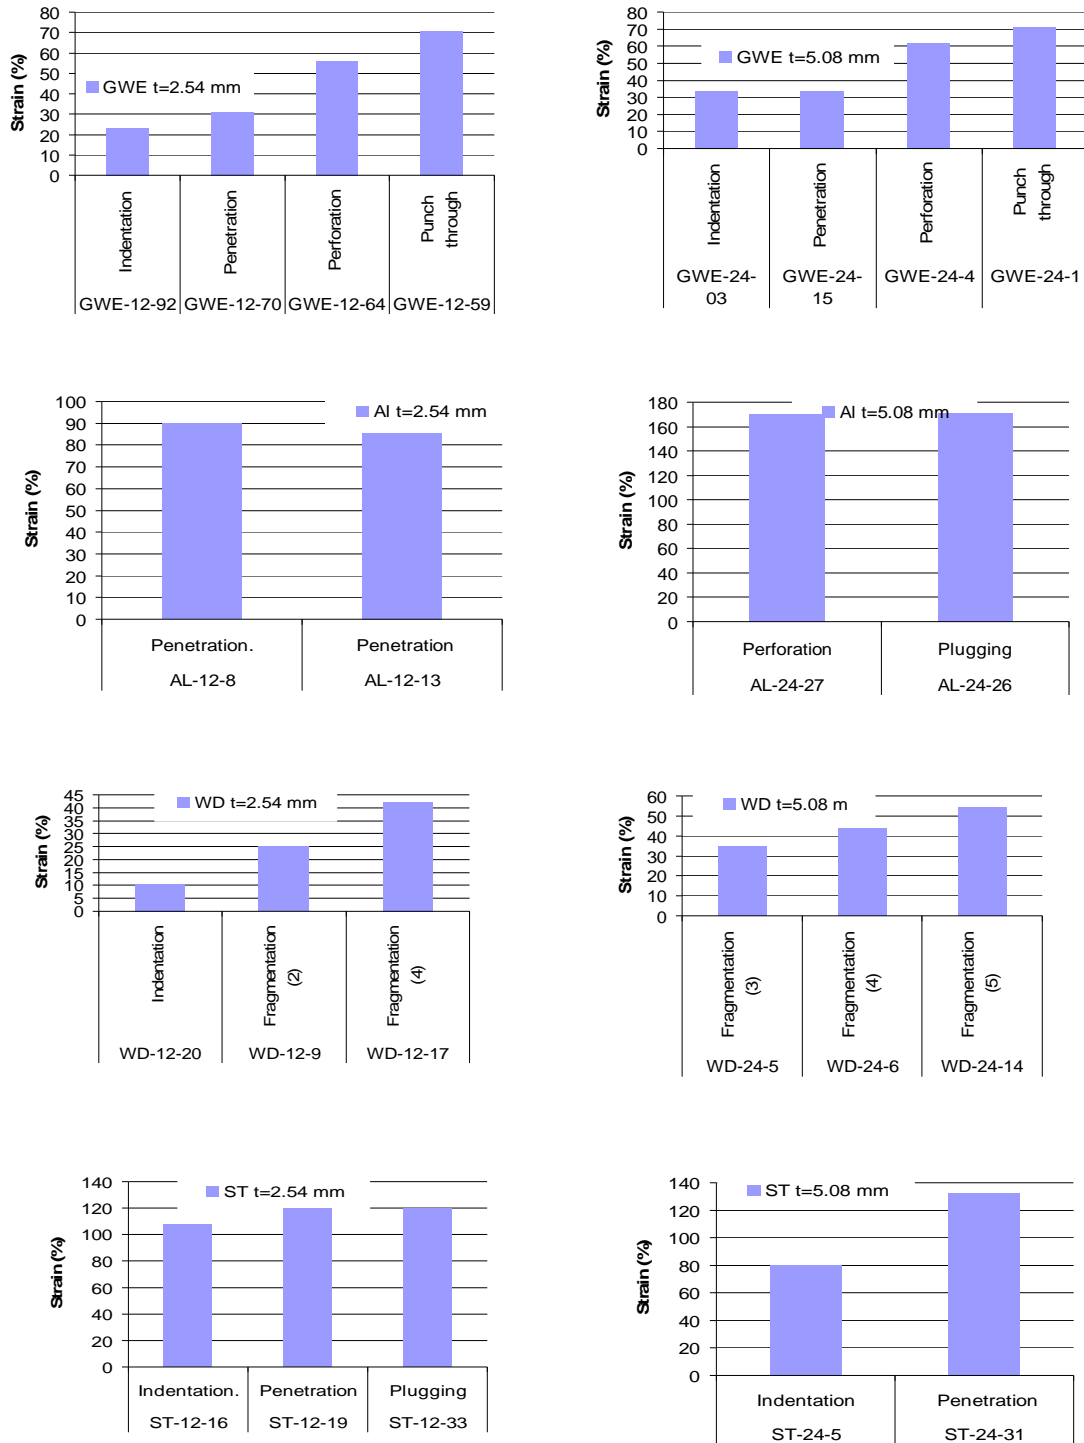 80
70
60
50
40
30
20
10
0
Strain (%)
GWE t=2.54 mm
Indentation
Penetration
Perforation
Punch
through
GWE-12-92 GWE-12-70 GWE-12-64 GWE-12-59
80
70
60
50
40
30
20
10
0
Strain (%)
GWE t=5.08 mm
Indentation
Penetration
Perforation
Punch
through
GWE-24- GWE-24- GWE-24-4 GWE-24-1
03 15
100
90
80
70
60
50
40
30
20
10
0
Strain (%)
Al t=2.54 mm
Penetration. Penetration
AL-12-8 AL-12-13
180
160
140
120
100
80
60
40
20
0
Strain (%)
Al t=5.08 mm
Perforation Plugging
AL-24-27 AL-24-26
45
40
35
30
25
20
15
10
5
0
Strain (%)
WD t=2.54 mm
Indentation
Fragmentation
(2)
Fragmentation
(4)
WD-12-20 WD-12-9 WD-12-17
60
50
40
30
20
10
0
Strain (%)
WD t=5.08 m
Fragmentation
(3)
Fragmentation
(4)
Fragmentation
(5)
WD-24-5 WD-24-6 WD-24-14
140
120
100
80
60
40
20
0
Strain (%)
ST t=2.54 mm
Indentation. Penetration Plugging
ST-12-16 ST-12-19 ST-12-33
140
120
100
80
60
40
20
0
Strain (%)
ST t=5.08 mm
Indentation Penetration
ST-24-5 ST-24-31